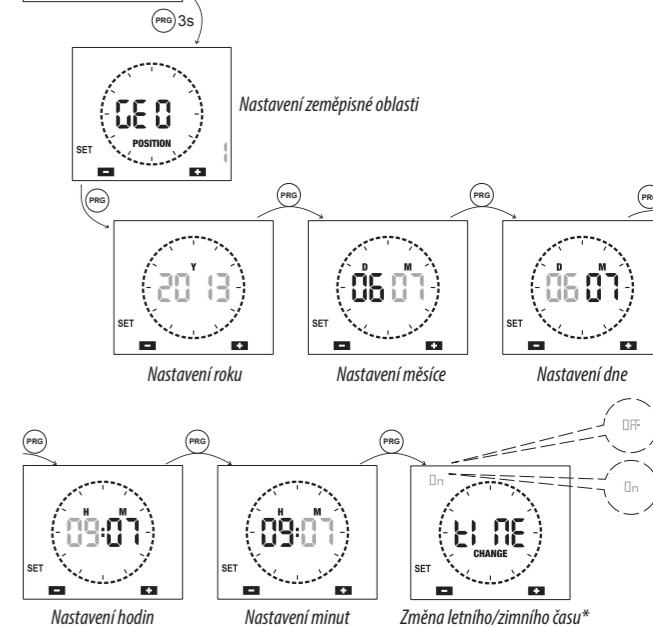 PRG 3s
GEO
POSITION
SET
Nastavení zeměpisné oblasti
PRG
PRG
PRG
Y
2013
SET
D M
06 07
SET
D M
06 07
SET
Nastavení roku
Nastavení měsíce
Nastavení dne
OFF
On
PRG
PRG
PRG
H M
09:07
SET
H M
09:07
SET
On
tIME
CHANGE
SET
Nastavení hodin
Nastavení minut
Změna letního/zimního času*